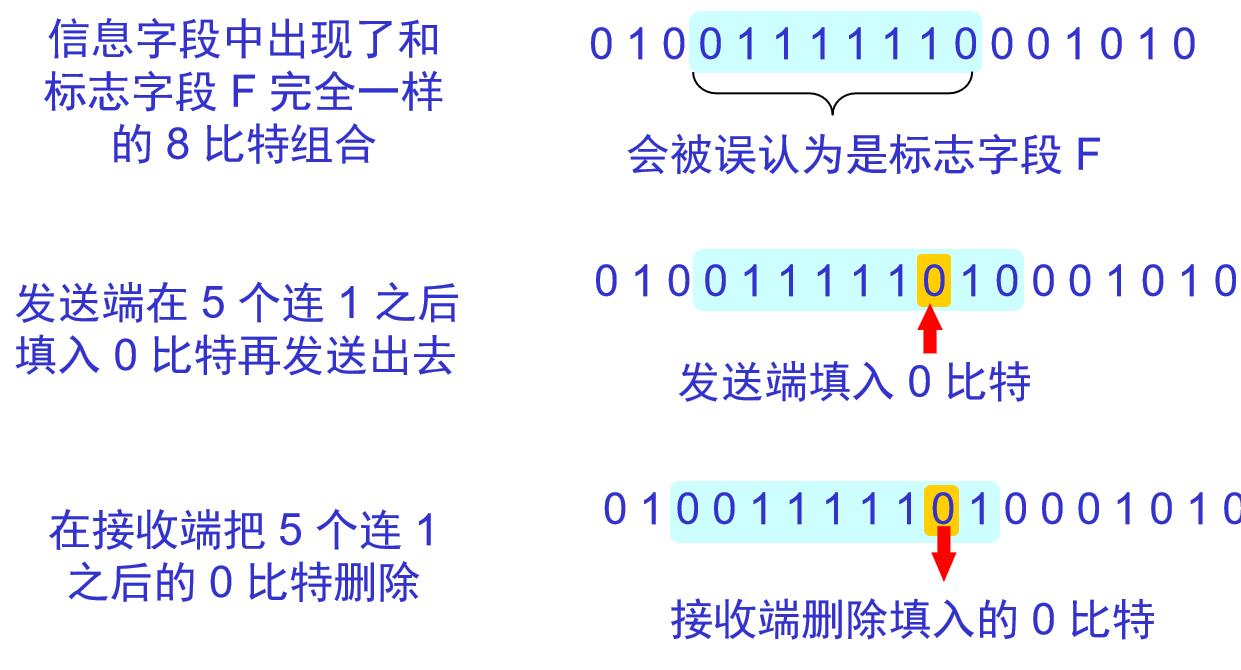 信息字段中出现了和
标志字段 F 完全一样
的 8 比特组合
0 1 0 0 1 1 1 1 1 1 0 0 0 1 0 1 0
会被误认为是标志字段 F
发送端在 5 个连 1 之后
填入 0 比特再发送出去
0 1 0 0 1 1 1 1 1 0 1 0 0 0 1 0 1 0
发送端填入 0 比特
在接收端把 5 个连 1
之后的 0 比特删除
0 1 0 0 1 1 1 1 1 0 1 0 0 0 1 0 1 0
接收端删除填入的 0 比特